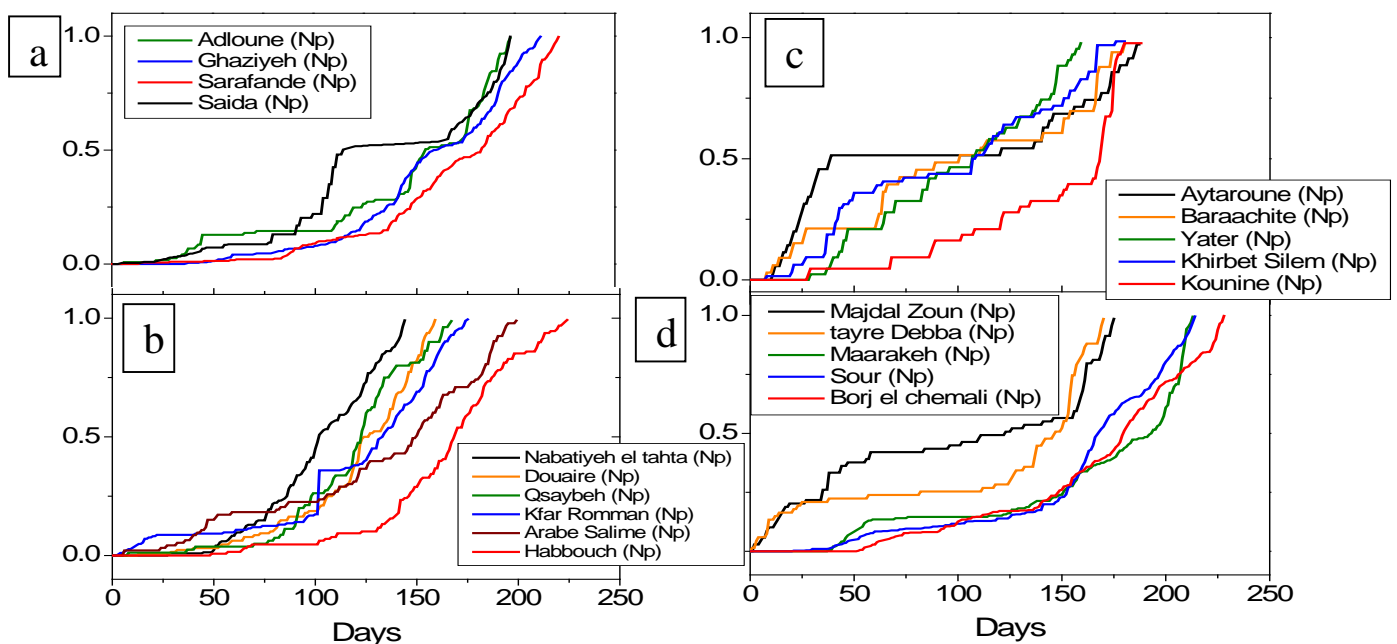 a
1.0
0.5
0.0
Adloune (Np)
Ghaziyeh (Np)
Sarafande (Np)
Saida (Np)
b
1.0
0.5
0.0
Nabatiyeh el tahta (Np)
Douaire (Np)
Qsaybeh (Np)
Kfar Romman (Np)
Arabe Salime (Np)
Habbouch (Np)
0 50 100 150 200 250
Days
c
1.0
0.5
0.0
Aytaroune (Np)
Baraachite (Np)
Yater (Np)
Khirbet Silem (Np)
Kounine (Np)
d
1.0
0.5
0.0
Majdal Zoun (Np)
tayre Debba (Np)
Maarakeh (Np)
Sour (Np)
Borj el chemali (Np)
0 50 100 150 200 250
Days